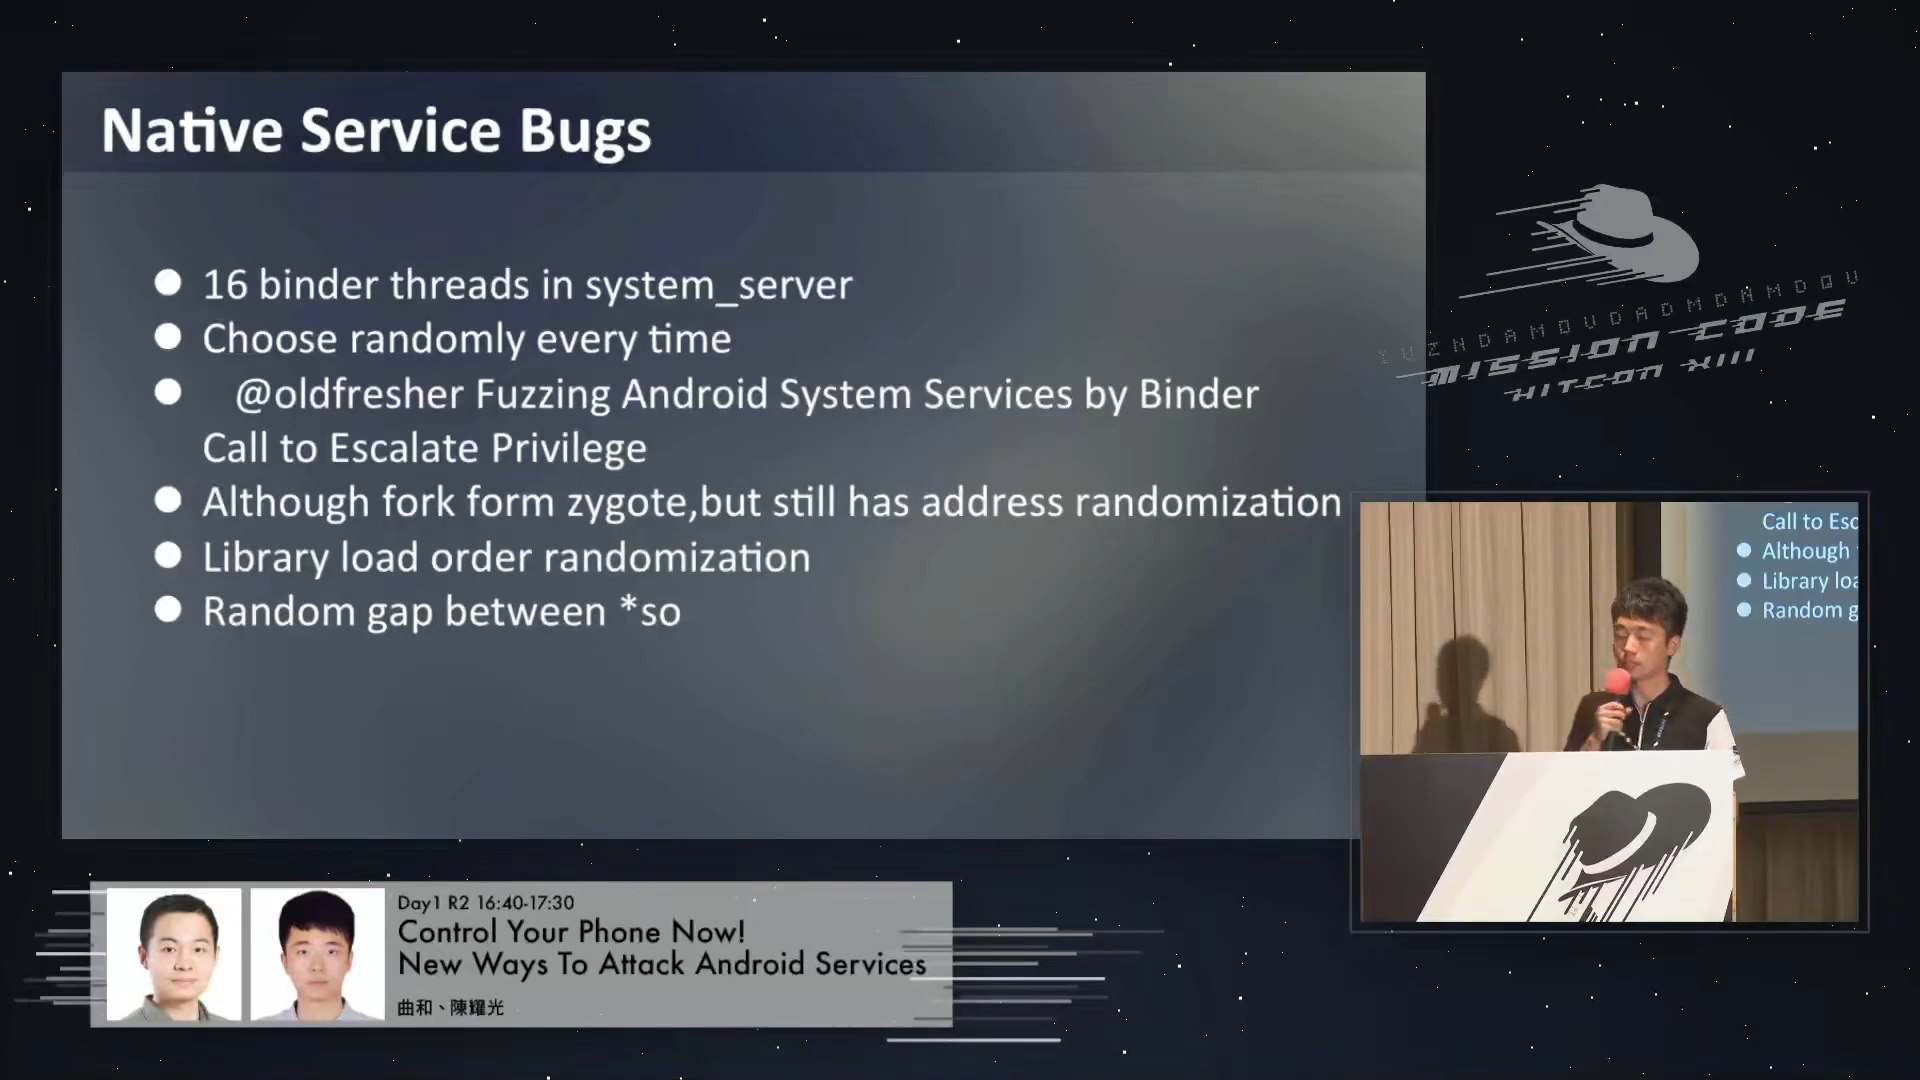 Native Service Bugs
16 binder threads in system_server
Choose randomly every time
@oldfresher Fuzzing Android System Services by Binder
Call to Escalate Privilege
Although fork form zygote,but still has address randomization
Library load order randomization
Random gap between *so
MISSION CODE
HITCON XIII
Call to Esc
Although
Library loa
Random g
Day1 R2 16:40-17:30
Control Your Phone Now!
New Ways To Attack Android Services
曲和、陳耀光